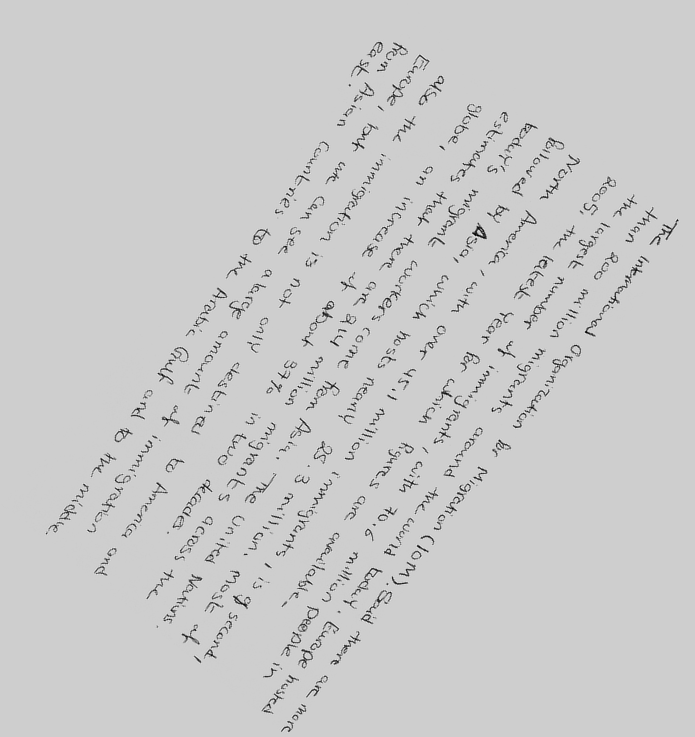 The International Organization for Migration (IOM). Said there are more
than 200 million migrants around the world today. Europe hosted
the largest number of immigrants, with 70.6 million people in
2005, the latest year for which figures are available.
North America, with over 45.1 million immigrants, is a second,
followed by Asia, which hosts nearly 25.3 million. Most of
today's migrant workers come from Asia. The United Nations.
estimates that there are 214 million migrants across the
globe, an increase of about 37% in two decades.
Europe, but we can see a large amount of immigration
also the immigration is not only destined to America and
from Asian countries to the Arabic Gulf and to the middle
east.